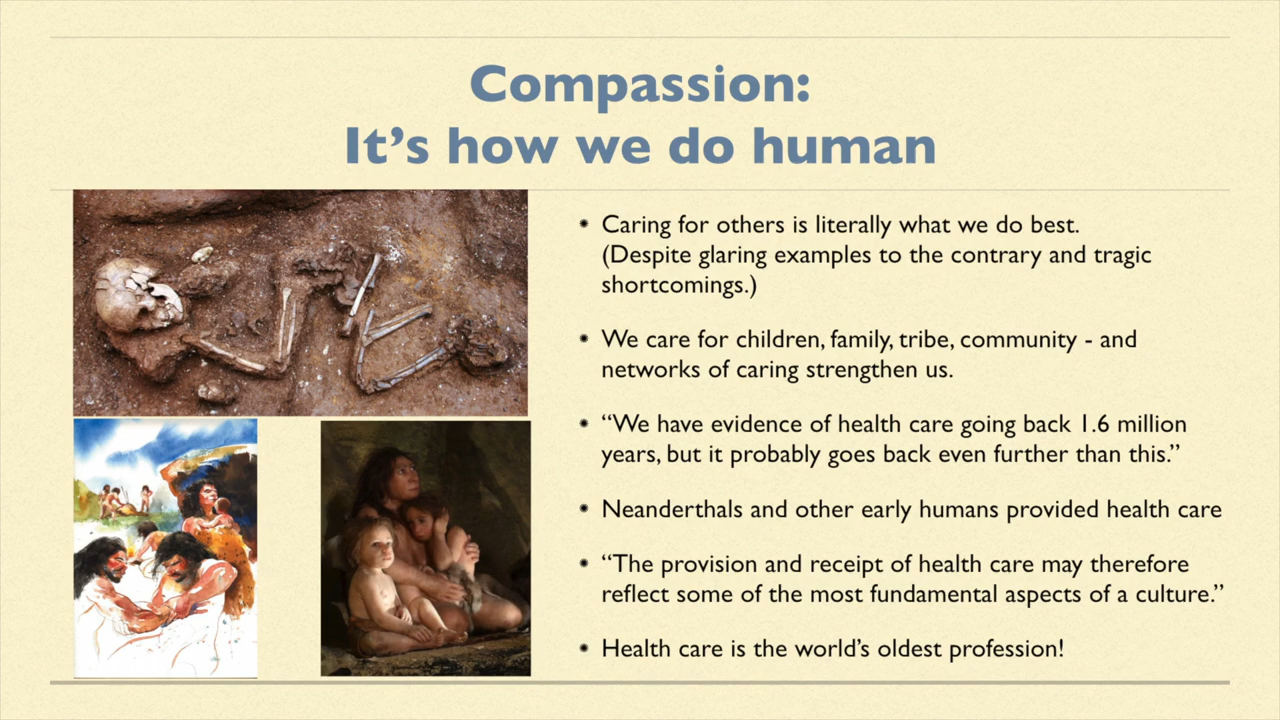 Compassion:
It’s how we do human
• Caring for others is literally what we do best.
(Despite glaring examples to the contrary and tragic
shortcomings.)
• We care for children, family, tribe, community - and
networks of caring strengthen us.
• “We have evidence of health care going back 1.6 million
years, but it probably goes back even further than this.”
• Neanderthals and other early humans provided health care
• “The provision and receipt of health care may therefore
reflect some of the most fundamental aspects of a culture.”
• Health care is the world’s oldest profession!